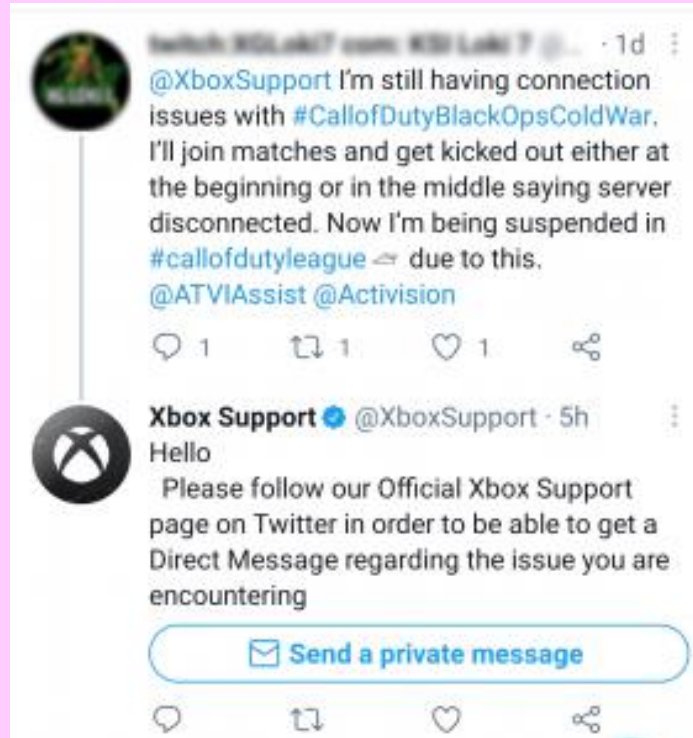 · 1d
@XboxSupport I'm still having connection
issues with #CallofDutyBlackOpsColdWar.
I'll join matches and get kicked out either at
the beginning or in the middle saying server
disconnected. Now I'm being suspended in
#callofdutyleague due to this.
@ATVIAssist @Activision
1 1 1
Xbox Support @XboxSupport · 5h
Hello
Please follow our Official Xbox Support
page on Twitter in order to be able to get a
Direct Message regarding the issue you are
encountering
Send a private message